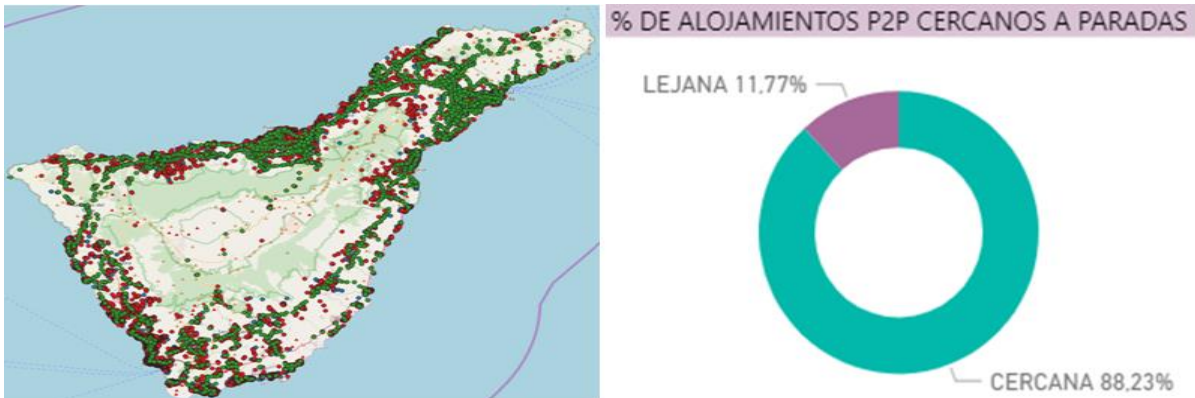 % DE ALOJAMIENTOS P2P CERCANOS A PARADAS
LEJANA 11,77%
CERCANA 88,23%